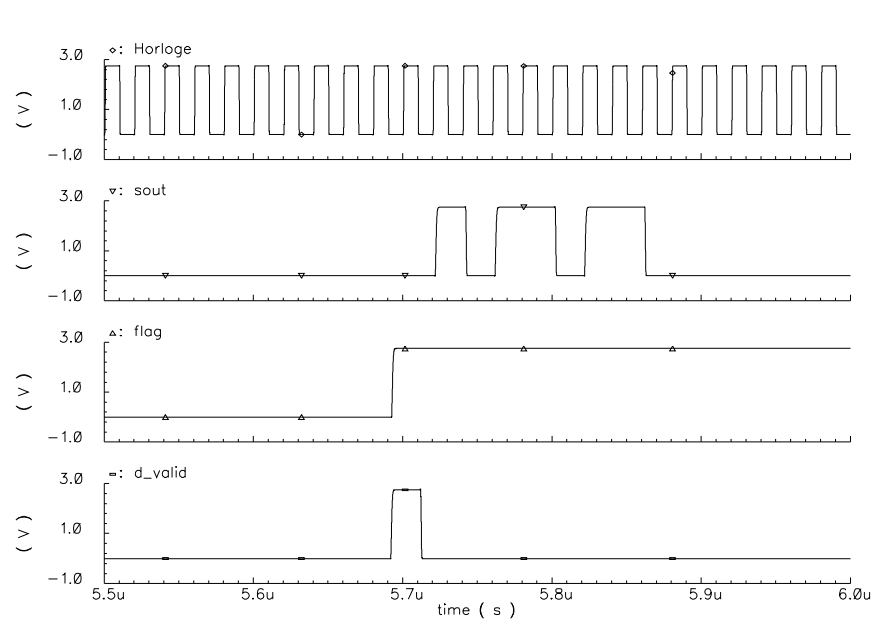 ◇: Horloge
3.0
1.0
−1.0
( V )
▽: sout
3.0
1.0
−1.0
( V )
△: flag
3.0
1.0
−1.0
( V )
▭: d_valid
3.0
1.0
−1.0
( V )
5.5u 5.6u 5.7u 5.8u 5.9u 6.0u
time ( s )